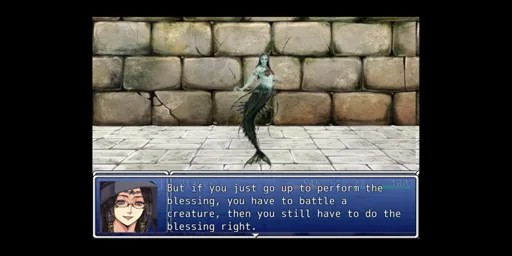 But if you just go up to perform the
blessing, you have to battle a
creature, then you still have to do the
blessing right.